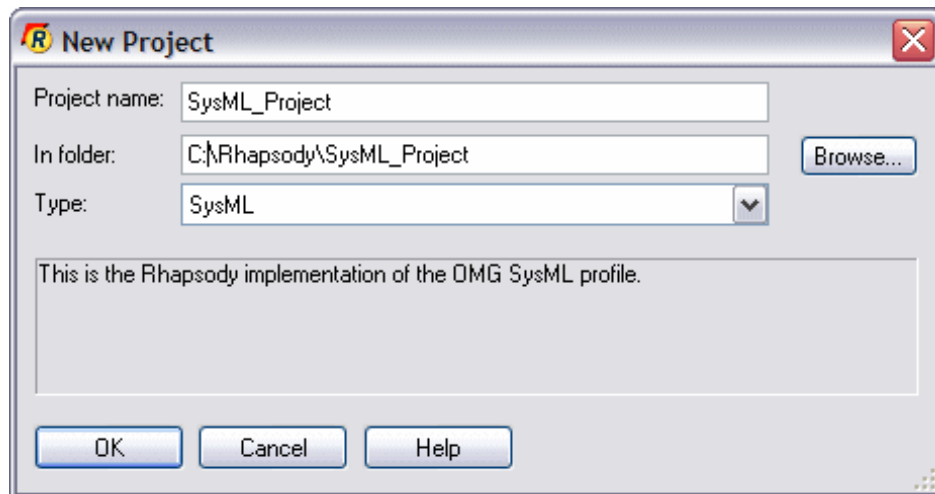 R New Project
Project name: SysML_Project
In folder: C:\Rhapsody\SysML_Project Browse...
Type: SysML
This is the Rhapsody implementation of the OMG SysML profile.
OK Cancel Help